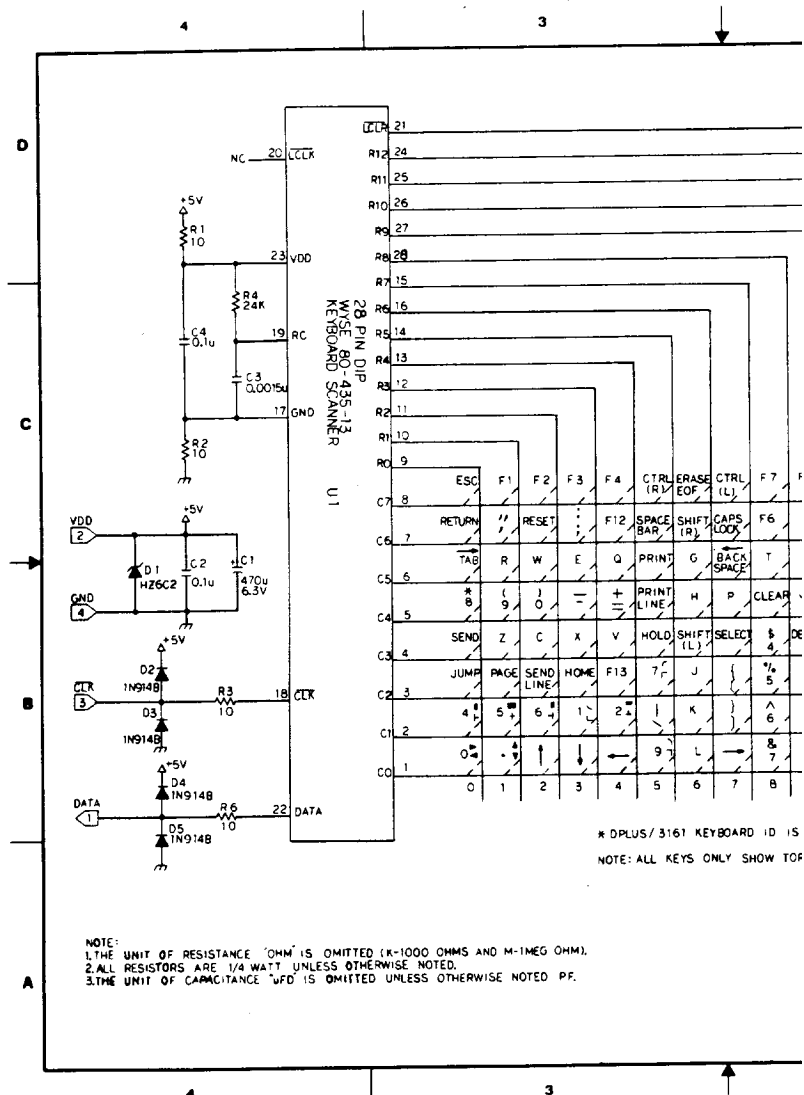 4 3
D
C
B
A
LCLR 21
NC 20 LCLK
R12 24
R11 25
R10 26
R9 27
R8 28
R7 15
R6 16
R5 14
R4 13
R3 12
R2 11
R1 10
R0 9
+5V
R1
10
23 VDD
R4
24K
C4
0.1u
19 RC
C3
0.0015u
17 GND
R2
10
28 PIN DIP
WYSE 80-435-13
KEYBOARD SCANNER U1
C7 8
C6 7
C5 6
C4 5
C3 4
C2 3
C1 2
C0 1
ESC F1 F2 F3 F4 CTRL (R) ERASE EOF CTRL (L) F7
RETURN " ' RESET : ; F12 SPACE BAR SHIFT (R) CAPS LOCK F6
TAB R W E Q PRINT G BACK SPACE T
* 8 ( 9 ) 0 — - + = PRINT LINE H P CLEAR
SEND Z C X V HOLD SHIFT (L) SELECT $ 4 DE
JUMP PAGE SEND LINE HOME F13 7 J { [ % 5
4 5 6 1 2 | \ K } ] ^ 6
0 . ↑ ↓ ← 9 L → & 7
0 1 2 3 4 5 6 7 8
VDD
2
+5V
D1
HZ6C2
C2
0.1u
+
C1
470u
6.3V
GND
4
+5V
D2
1N914B
CLK
3
R3
10
18 CLK
D3
1N914B
+5V
D4
1N914B
DATA
1
R6
10
22 DATA
D5
1N914B
* DPLUS/3161 KEYBOARD ID IS
NOTE: ALL KEYS ONLY SHOW TOP
NOTE:
1.THE UNIT OF RESISTANCE "OHM" IS OMITTED (K-1000 OHMS AND M-1MEG OHM).
2.ALL RESISTORS ARE 1/4 WATT UNLESS OTHERWISE NOTED.
3.THE UNIT OF CAPACITANCE "uFD" IS OMITTED UNLESS OTHERWISE NOTED PF.
4 3